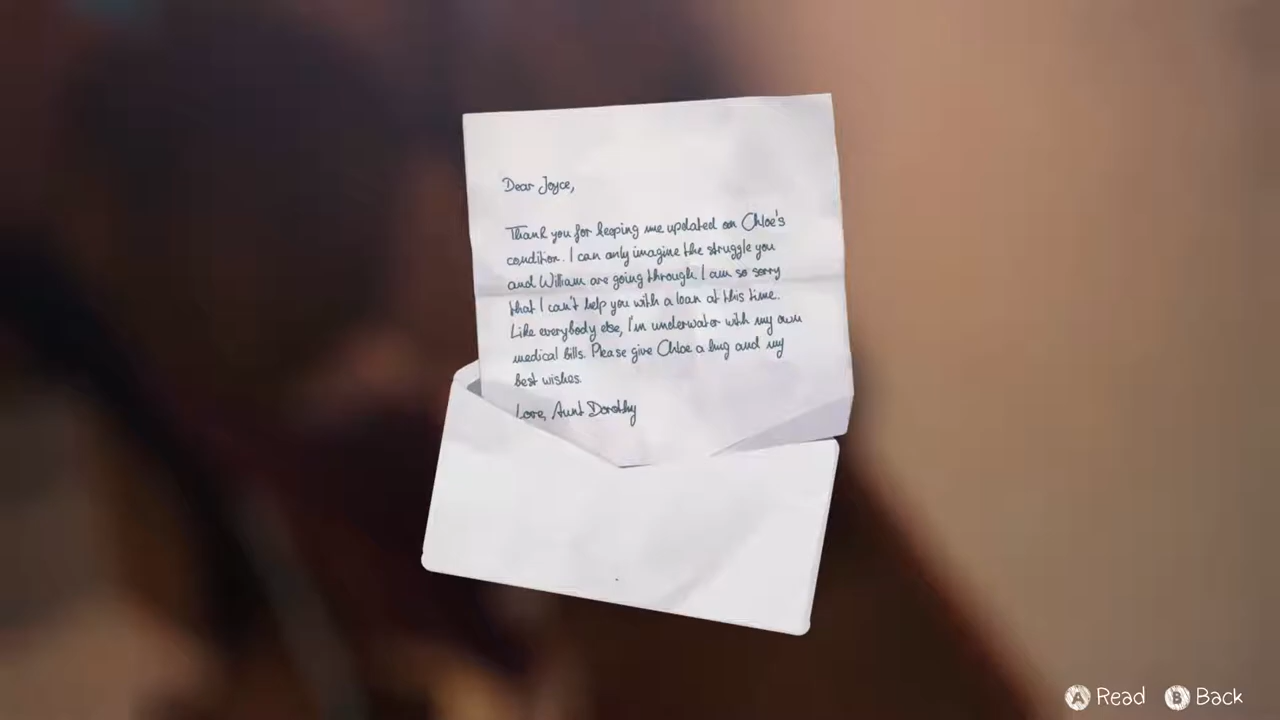 Dear Joyce,
Thank you for keeping me updated on Chloe's
condition. I can only imagine the struggle you
and William are going through. I am so sorry
that I can't help you with a loan at this time.
Like everybody else, I'm underwater with my own
medical bills. Please give Chloe a hug and my
best wishes.
Love, Aunt Dorothy
A Read B Back